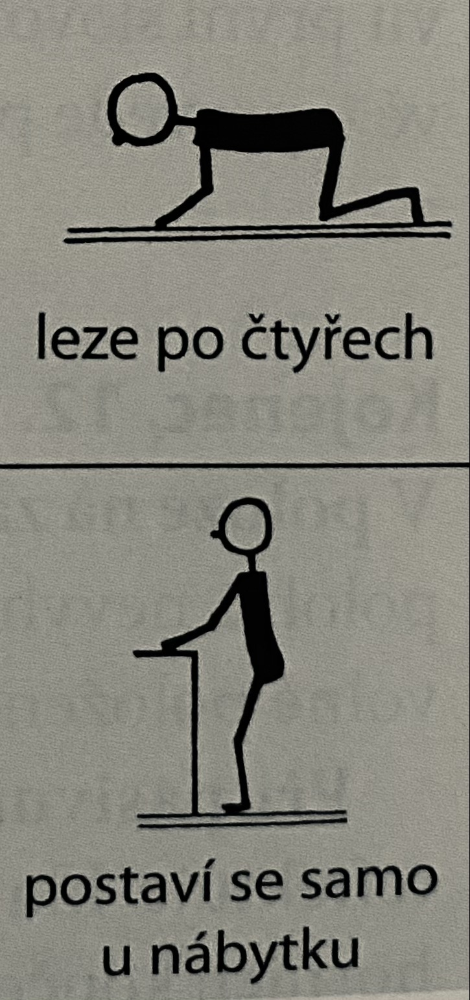 leze po čtyřech
postaví se samo
u nábytku